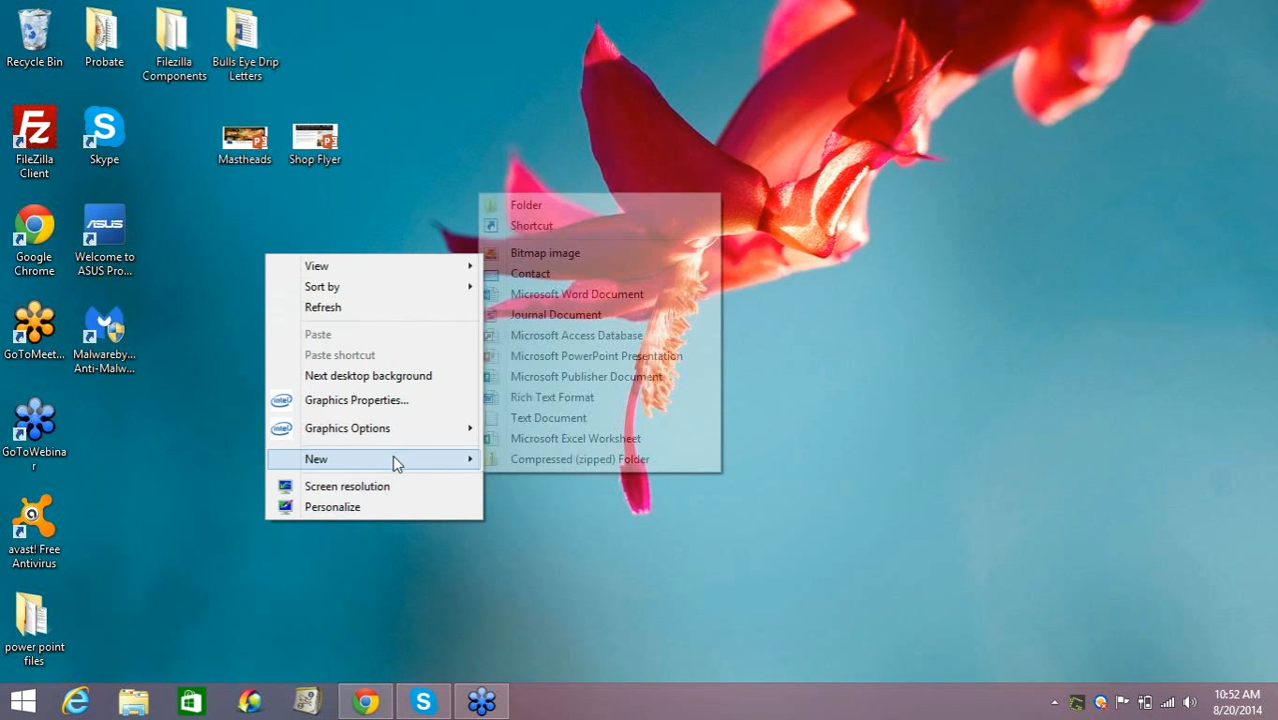 Recycle Bin
Probate
Filezilla
Components
Bulls Eye Drip
Letters
FileZilla
Client
Skype
Mastheads
Shop Flyer
Google
Chrome
ASUS
Welcome to
ASUS Pro...
GoToMeet...
Malwareby...
Anti-Malw...
GoToWebina
r
avast! Free
Antivirus
power point
files
View
Sort by
Refresh
Paste
Paste shortcut
Next desktop background
Graphics Properties...
Graphics Options
New
Screen resolution
Personalize
Folder
Shortcut
Bitmap image
Contact
Microsoft Word Document
Journal Document
Microsoft Access Database
Microsoft PowerPoint Presentation
Microsoft Publisher Document
Rich Text Format
Text Document
Microsoft Excel Worksheet
Compressed (zipped) Folder
10:52 AM
8/20/2014